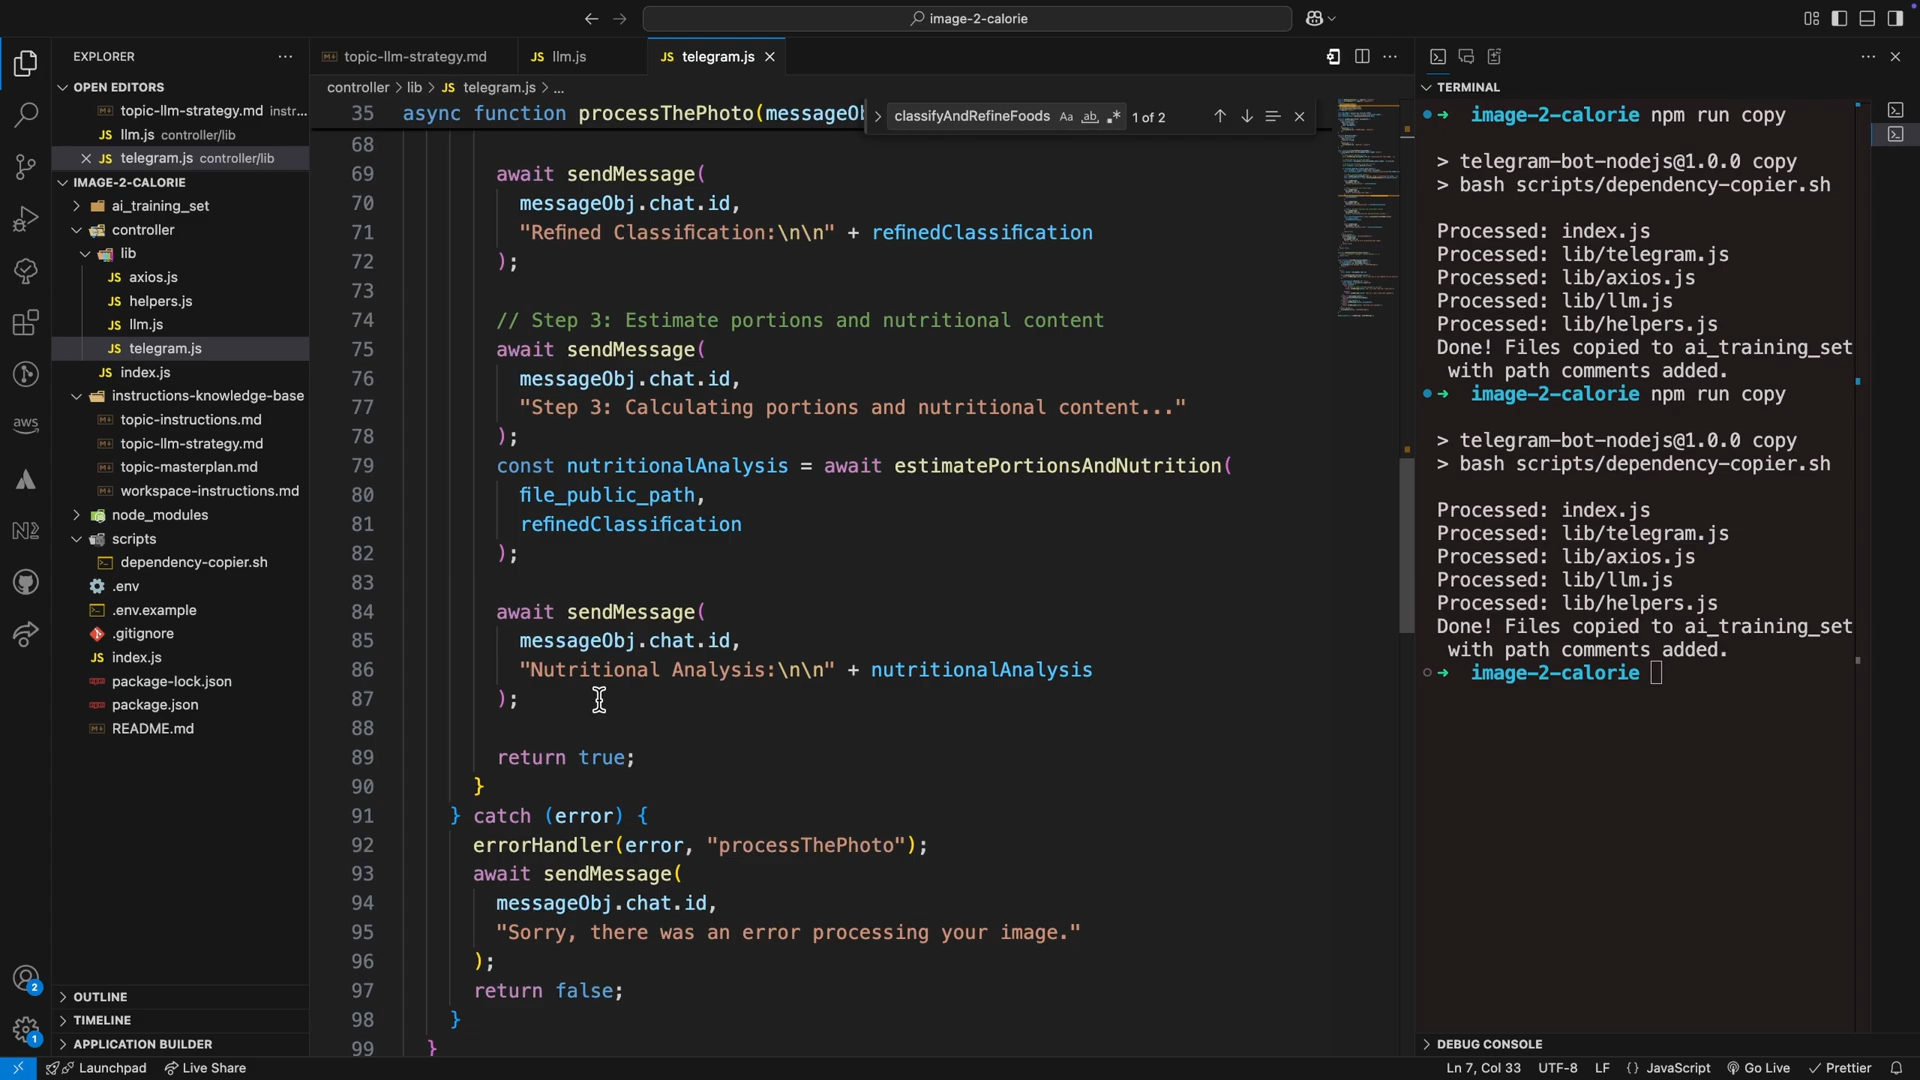 image-2-calorie
EXPLORER
OPEN EDITORS
topic-llm-strategy.md instr...
llm.js controller/lib
telegram.js controller/lib
IMAGE-2-CALORIE
ai_training_set
controller
lib
axios.js
helpers.js
llm.js
telegram.js
index.js
instructions-knowledge-base
topic-instructions.md
topic-llm-strategy.md
topic-masterplan.md
workspace-instructions.md
node_modules
scripts
dependency-copier.sh
.env
.env.example
.gitignore
index.js
package-lock.json
package.json
README.md
OUTLINE
TIMELINE
APPLICATION BUILDER
aws
2
1
topic-llm-strategy.md
JS llm.js
JS telegram.js
controller > lib > JS telegram.js > ...
classifyAndRefineFoods Aa ab 1 of 2
35 async function processThePhoto(messageOb
68
69 await sendMessage(
70 messageObj.chat.id,
71 "Refined Classification:\n\n" + refinedClassification
72 );
73
74 // Step 3: Estimate portions and nutritional content
75 await sendMessage(
76 messageObj.chat.id,
77 "Step 3: Calculating portions and nutritional content..."
78 );
79 const nutritionalAnalysis = await estimatePortionsAndNutrition(
80 file_public_path,
81 refinedClassification
82 );
83
84 await sendMessage(
85 messageObj.chat.id,
86 "Nutritional Analysis:\n\n" + nutritionalAnalysis
87 );
88
89 return true;
90 }
91 } catch (error) {
92 errorHandler(error, "processThePhoto");
93 await sendMessage(
94 messageObj.chat.id,
95 "Sorry, there was an error processing your image."
96 );
97 return false;
98 }
99 }
TERMINAL
image-2-calorie npm run copy
> telegram-bot-nodejs@1.0.0 copy
> bash scripts/dependency-copier.sh
Processed: index.js
Processed: lib/telegram.js
Processed: lib/axios.js
Processed: lib/llm.js
Processed: lib/helpers.js
Done! Files copied to ai_training_set
with path comments added.
image-2-calorie npm run copy
> telegram-bot-nodejs@1.0.0 copy
> bash scripts/dependency-copier.sh
Processed: index.js
Processed: lib/telegram.js
Processed: lib/axios.js
Processed: lib/llm.js
Processed: lib/helpers.js
Done! Files copied to ai_training_set
with path comments added.
image-2-calorie
DEBUG CONSOLE
Launchpad Live Share
Ln 7, Col 33 UTF-8 LF {} JavaScript Go Live Prettier